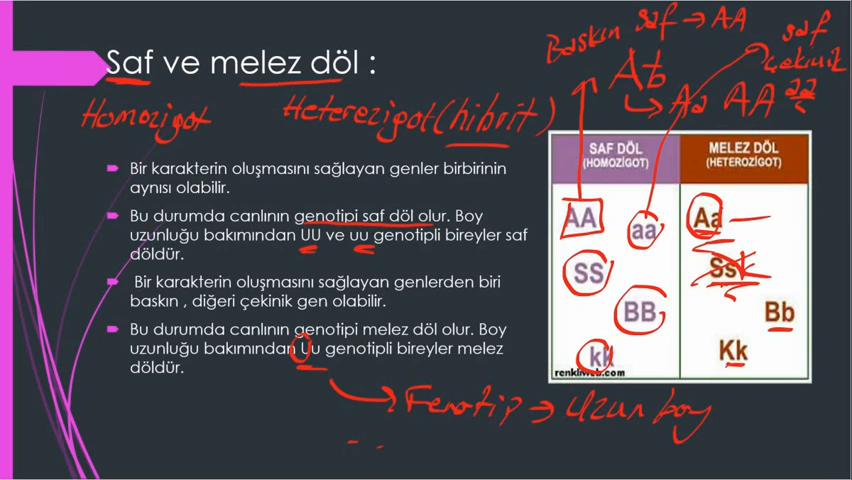 Baskın saf → AA
saf
çekinik
Saf ve melez döl :
Ab
Homozigot
Heterezigot (hibrit)
→ Aa AA aa
Bir karakterin oluşmasını sağlayan genler birbirinin
aynısı olabilir.
Bu durumda canlının genotipi saf döl olur. Boy
uzunluğu bakımından UU ve uu genotipli bireyler saf
döldür.
Bir karakterin oluşmasını sağlayan genlerden biri
baskın , diğeri çekinik gen olabilir.
Bu durumda canlının genotipi melez döl olur. Boy
uzunluğu bakımından Uu genotipli bireyler melez
döldür.
SAF DÖL
(HOMOZİGOT)
MELEZ DÖL
(HETEROZİGOT)
AA
aa
Aa
SS
Ss
BB
Bb
kk
Kk
renkliweb.com
Fenotip → Uzun boy